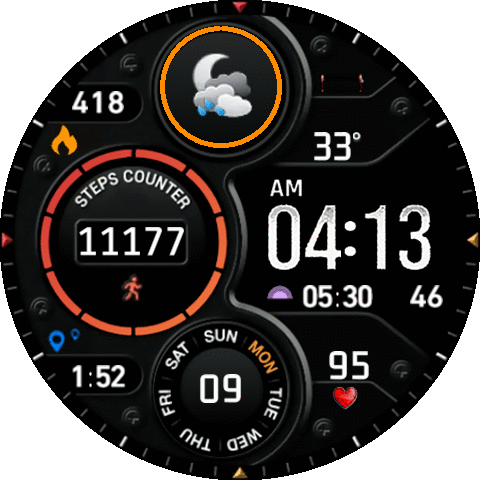 418
33°
STEPS COUNTER
11177
AM
04:13
05:30 46
1:52
95
SUN
MON
TUE
WED
THU
FRI
SAT
09